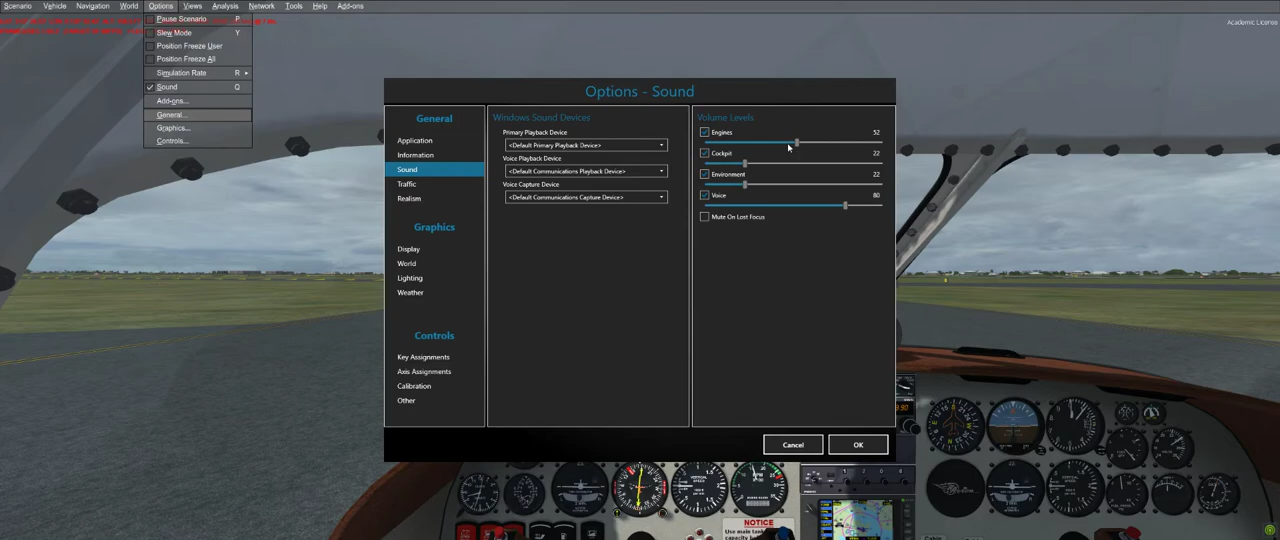 Scenario Vehicle Navigation World Options Views Analysis Network Tools Help Add-ons
Academic License
Pause Scenario P
Slew Mode Y
Position Freeze User
Position Freeze All
Simulation Rate R
Sound Q
Add-ons...
General...
Graphics...
Controls...
Options - Sound
General
Application
Information
Sound
Traffic
Realism
Graphics
Display
World
Lighting
Weather
Controls
Key Assignments
Axis Assignments
Calibration
Other
Windows Sound Devices
Primary Playback Device
<Default Primary Playback Device>
Voice Playback Device
<Default Communications Playback Device>
Voice Capture Device
<Default Communications Capture Device>
Volume Levels
Engines 52
Cockpit 22
Environment 22
Voice 80
Mute On Lost Focus
Cancel OK
NOTICE
Use main tank